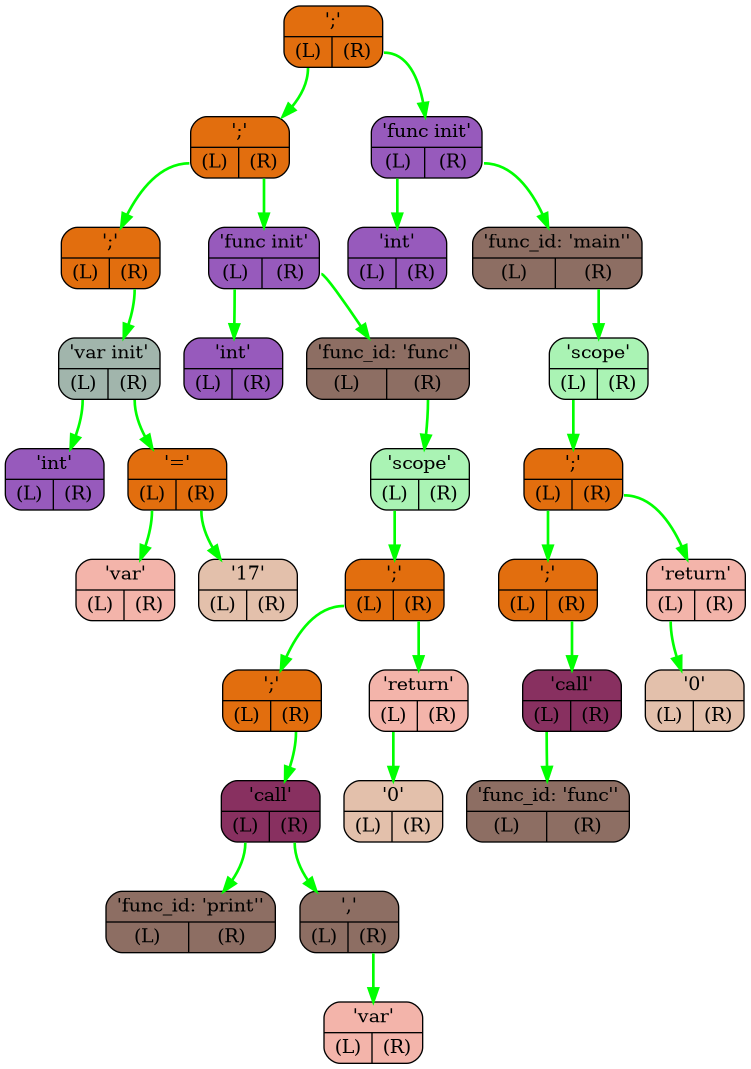 ';'
(L) (R)
';'
(L) (R)
'func init'
(L) (R)
';'
(L) (R)
'func init'
(L) (R)
'int'
(L) (R)
'func_id: 'main''
(L) (R)
'var init'
(L) (R)
'int'
(L) (R)
'func_id: 'func''
(L) (R)
'scope'
(L) (R)
'int'
(L) (R)
'='
(L) (R)
'scope'
(L) (R)
';'
(L) (R)
'var'
(L) (R)
'17'
(L) (R)
';'
(L) (R)
';'
(L) (R)
'return'
(L) (R)
';'
(L) (R)
'return'
(L) (R)
'call'
(L) (R)
'0'
(L) (R)
'call'
(L) (R)
'0'
(L) (R)
'func_id: 'func''
(L) (R)
'func_id: 'print''
(L) (R)
','
(L) (R)
'var'
(L) (R)